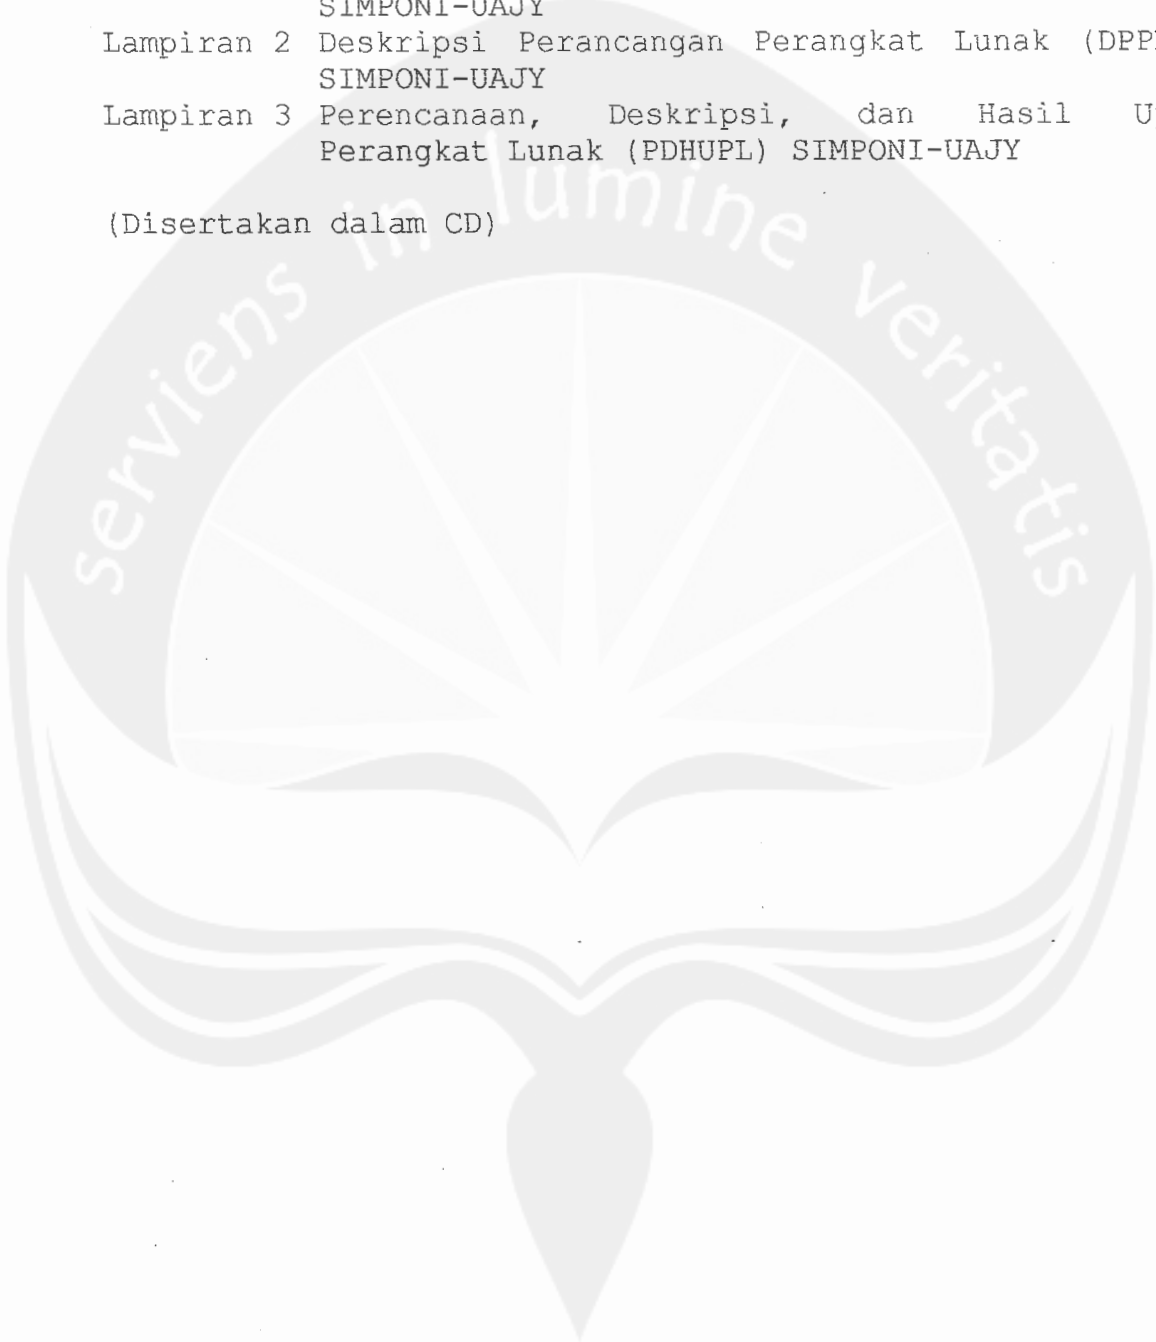 SIMPONI-UAJY
Lampiran 2 Deskripsi Perancangan Perangkat Lunak (DPP
SIMPONI-UAJY
Lampiran 3 Perencanaan, Deskripsi, dan Hasil U
Perangkat Lunak (PDHUPL) SIMPONI-UAJY
(Disertakan dalam CD)
serviens in lumine veritatis